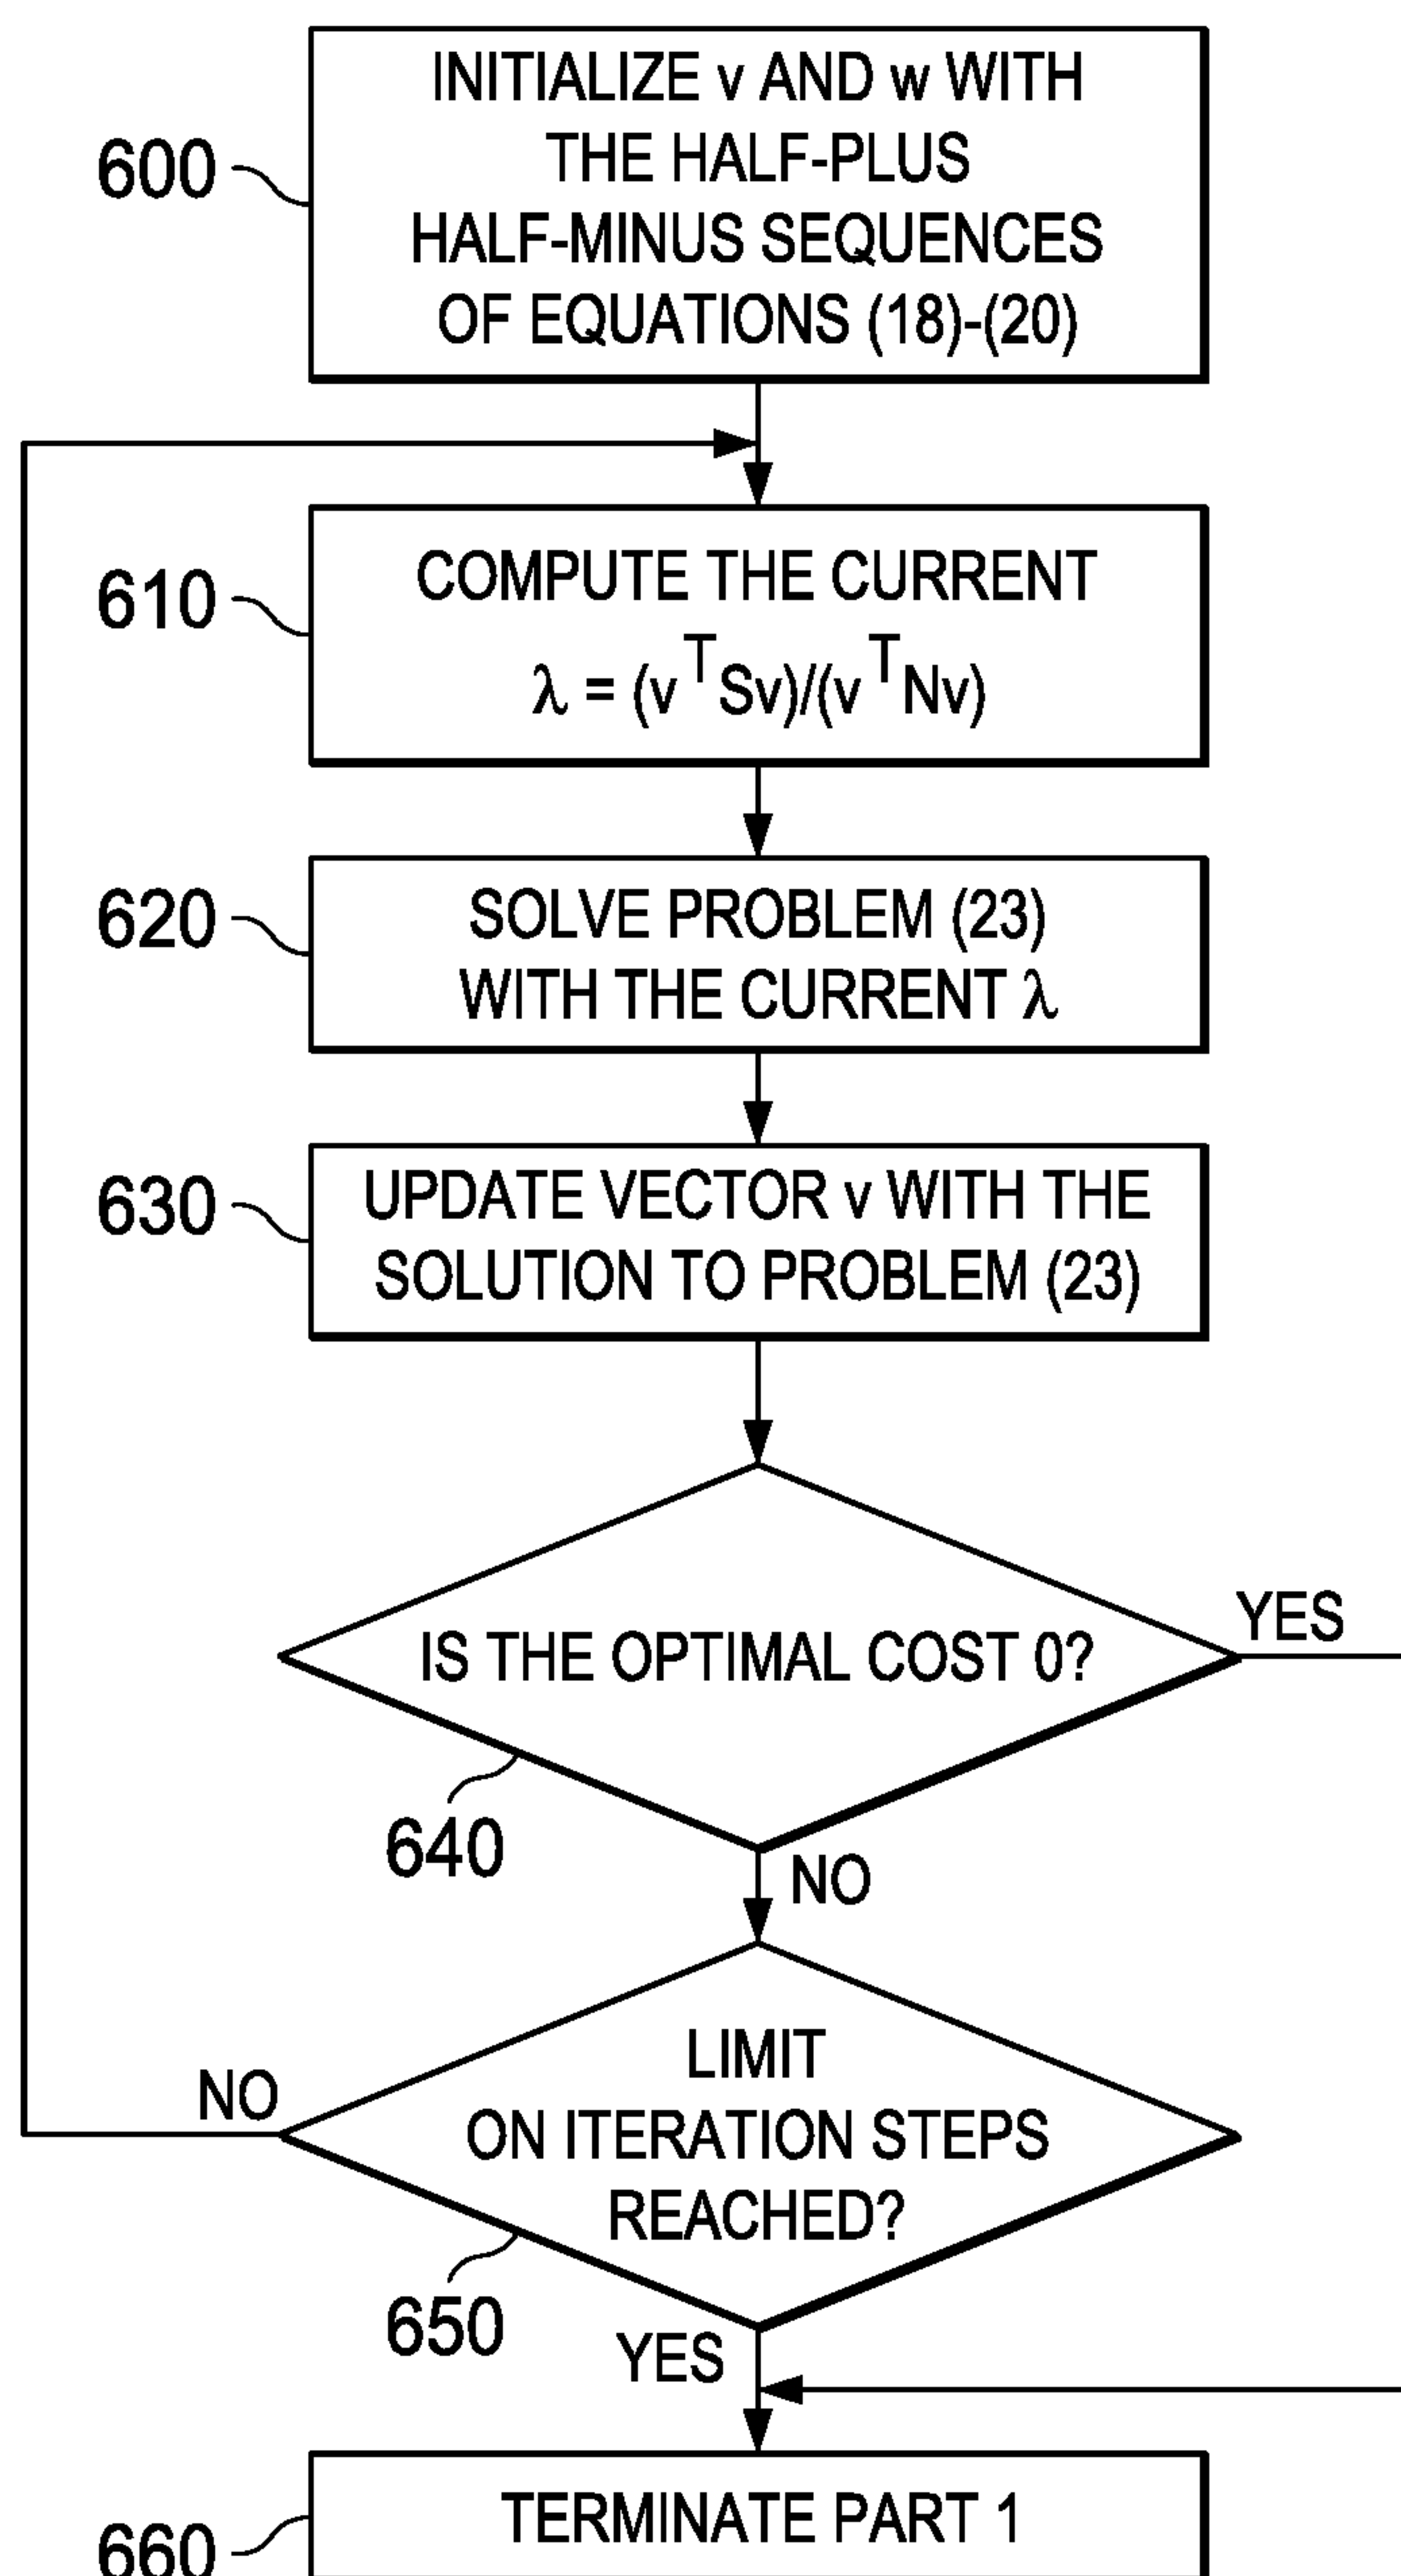 INITIALIZE v AND w WITH
THE HALF-PLUS
HALF-MINUS SEQUENCES
OF EQUATIONS (18)-(20)
600
COMPUTE THE CURRENT
λ = (v^T Sv)/(v^T Nv)
610
SOLVE PROBLEM (23)
WITH THE CURRENT λ
620
UPDATE VECTOR v WITH THE
SOLUTION TO PROBLEM (23)
630
IS THE OPTIMAL COST 0?
YES
640
NO
LIMIT
ON ITERATION STEPS
REACHED?
NO
650
YES
TERMINATE PART 1
660